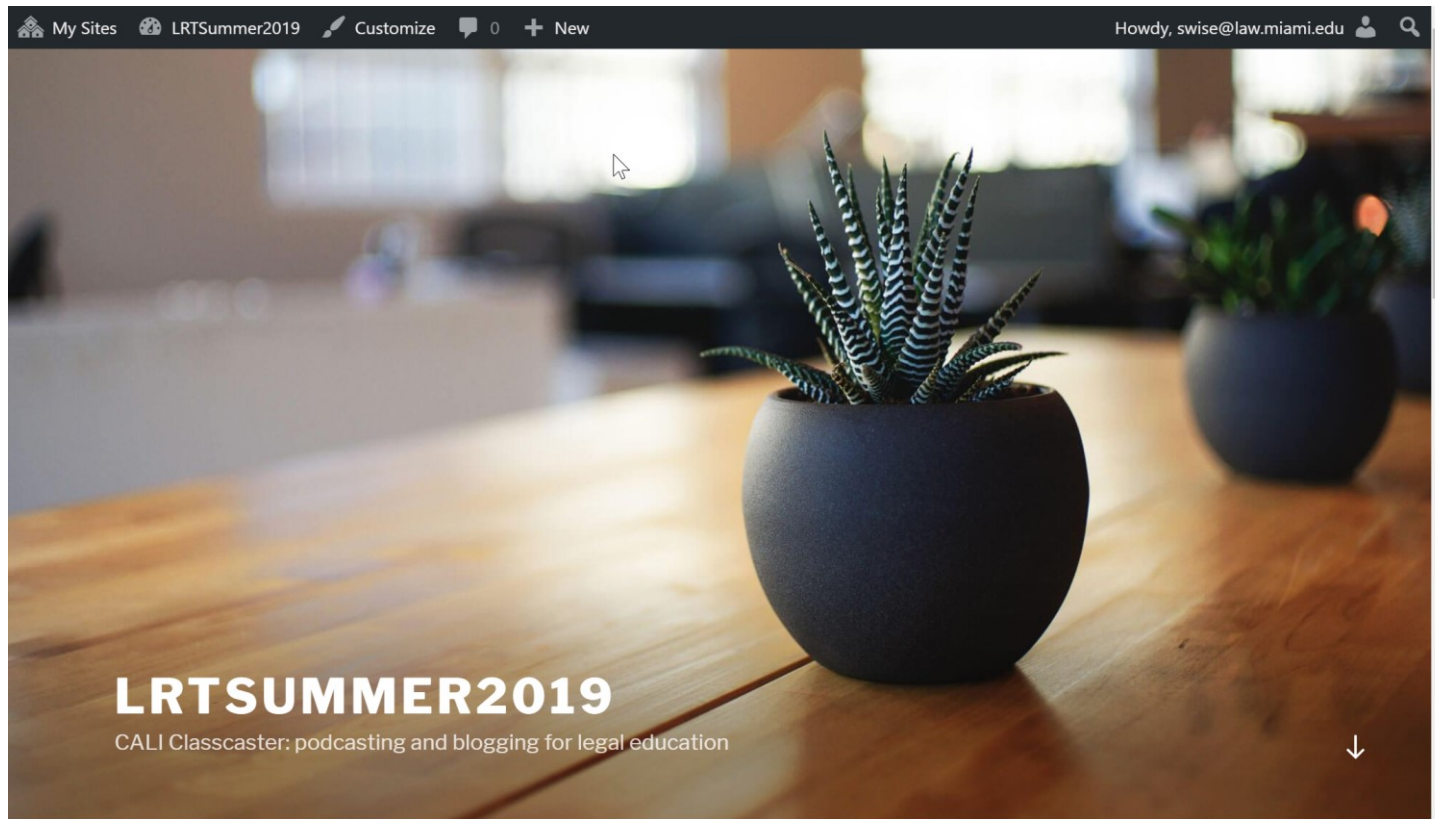 My Sites LRTSummer2019 Customize 0 New Howdy, swise@law.miami.edu
LRTSUMMER2019
CALI Classcaster: podcasting and blogging for legal education